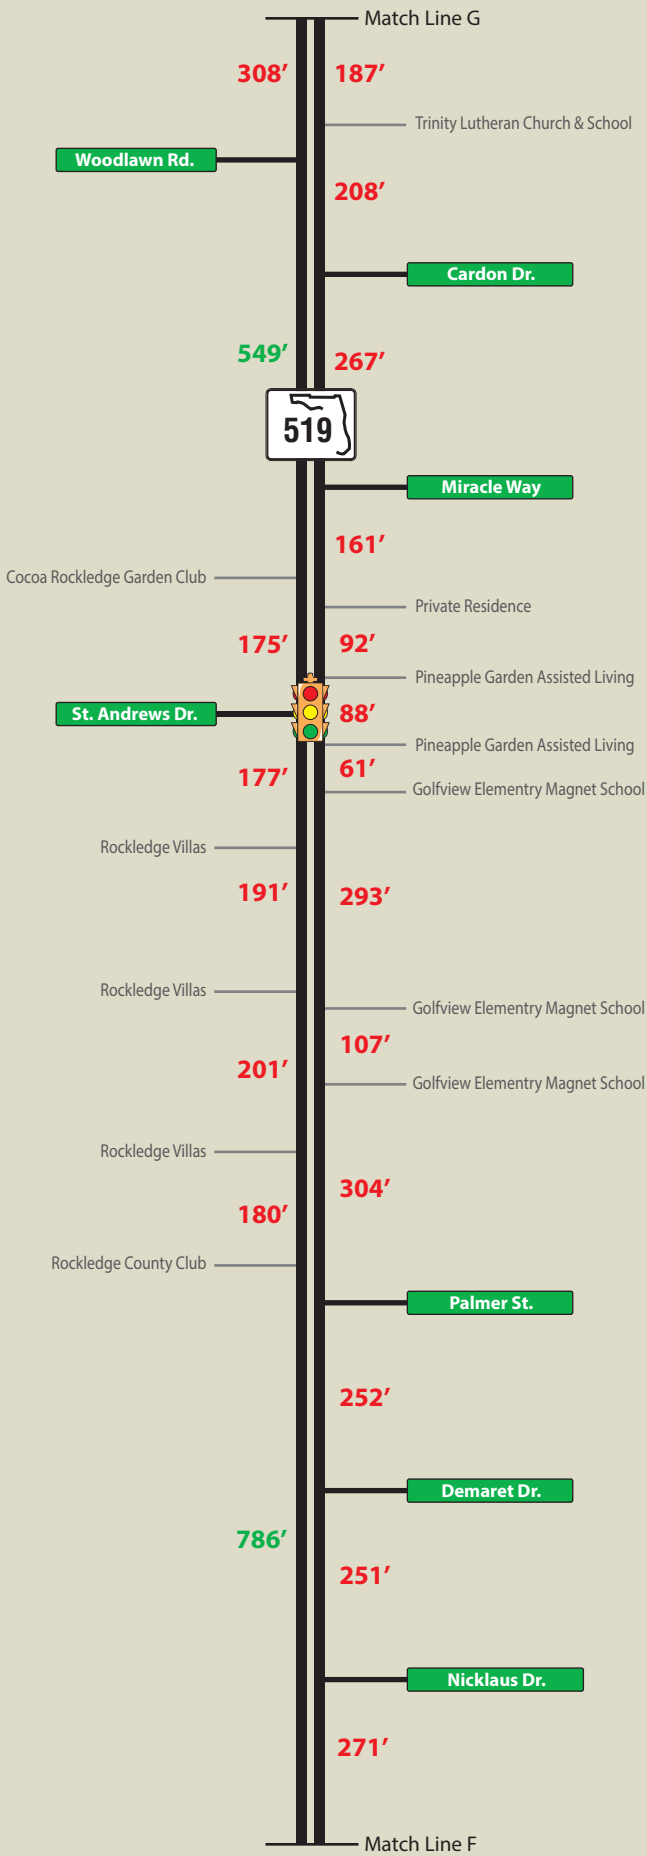 Match Line G
308’ 187’
Trinity Lutheran Church & School
Woodlawn Rd.
208’
Cardon Dr.
549’ 267’
519
Miracle Way
161’
Cocoa Rockledge Garden Club
Private Residence
175’ 92’
Pineapple Garden Assisted Living
St. Andrews Dr. 88’
Pineapple Garden Assisted Living
177’ 61’
Golfview Elementry Magnet School
Rockledge Villas
191’ 293’
Rockledge Villas
Golfview Elementry Magnet School
107’
201’
Golfview Elementry Magnet School
Rockledge Villas
304’
180’
Rockledge County Club
Palmer St.
252’
Demaret Dr.
786’
251’
Nicklaus Dr.
271’
Match Line F